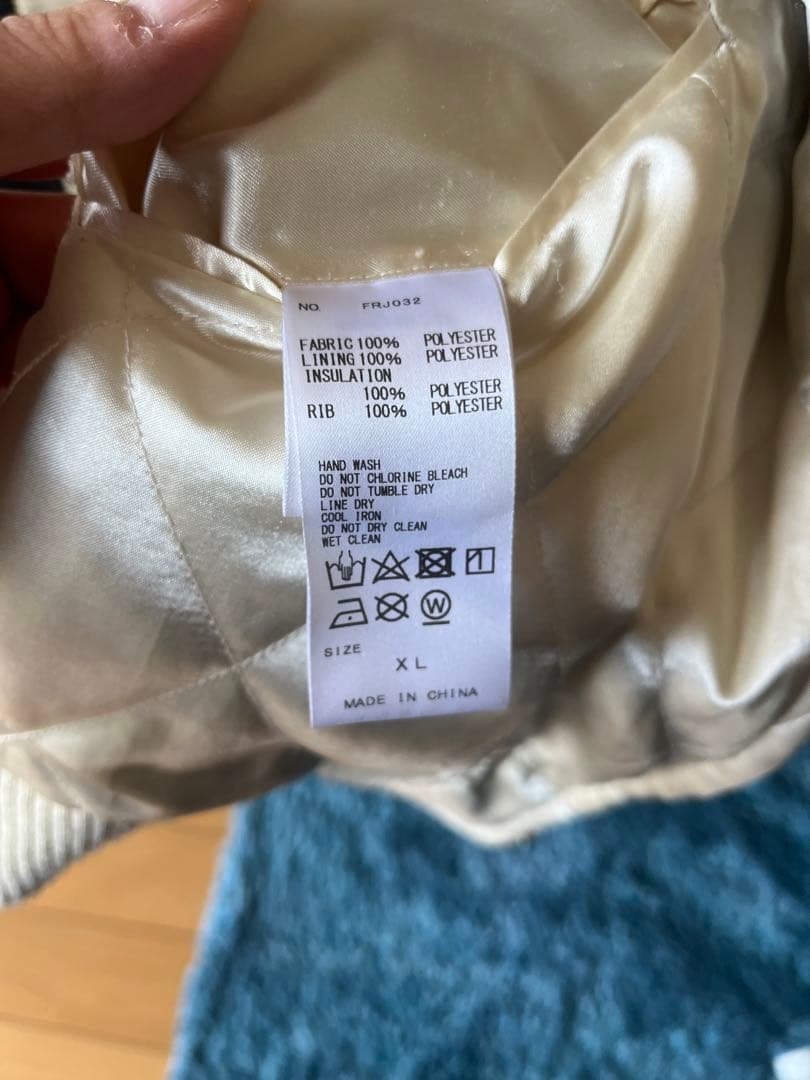 NO. FRJ032
FABRIC 100% POLYESTER
LINING 100% POLYESTER
INSULATION
100% POLYESTER
RIB 100% POLYESTER
HAND WASH
DO NOT CHLORINE BLEACH
DO NOT TUMBLE DRY
LINE DRY
COOL IRON
DO NOT DRY CLEAN
WET CLEAN
W
SIZE
XL
MADE IN CHINA